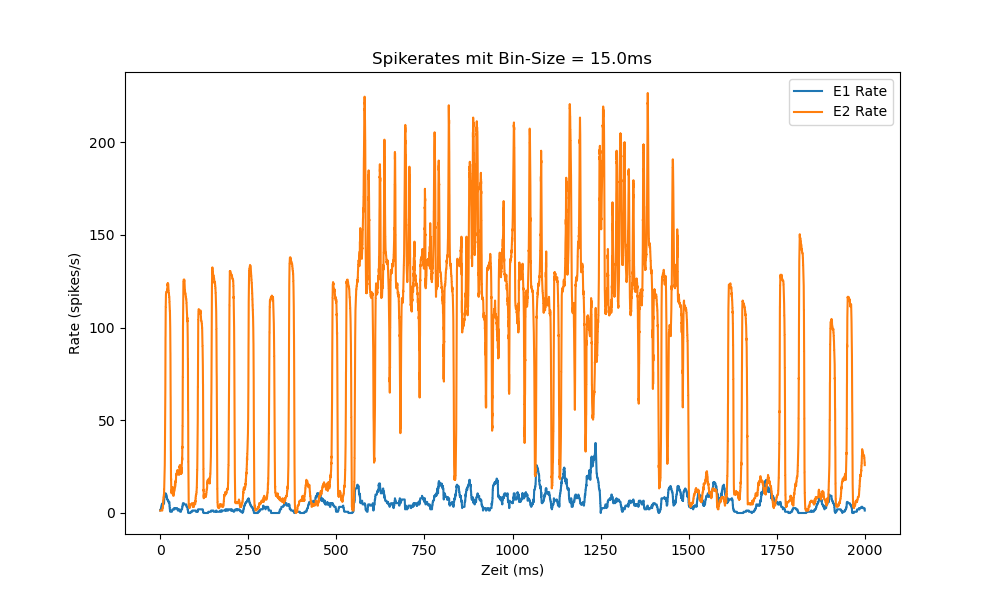 Spikerates mit Bin-Size = 15.0ms
E1 Rate
E2 Rate
Rate (spikes/s)
200
150
100
50
0
0 250 500 750 1000 1250 1500 1750 2000
Zeit (ms)